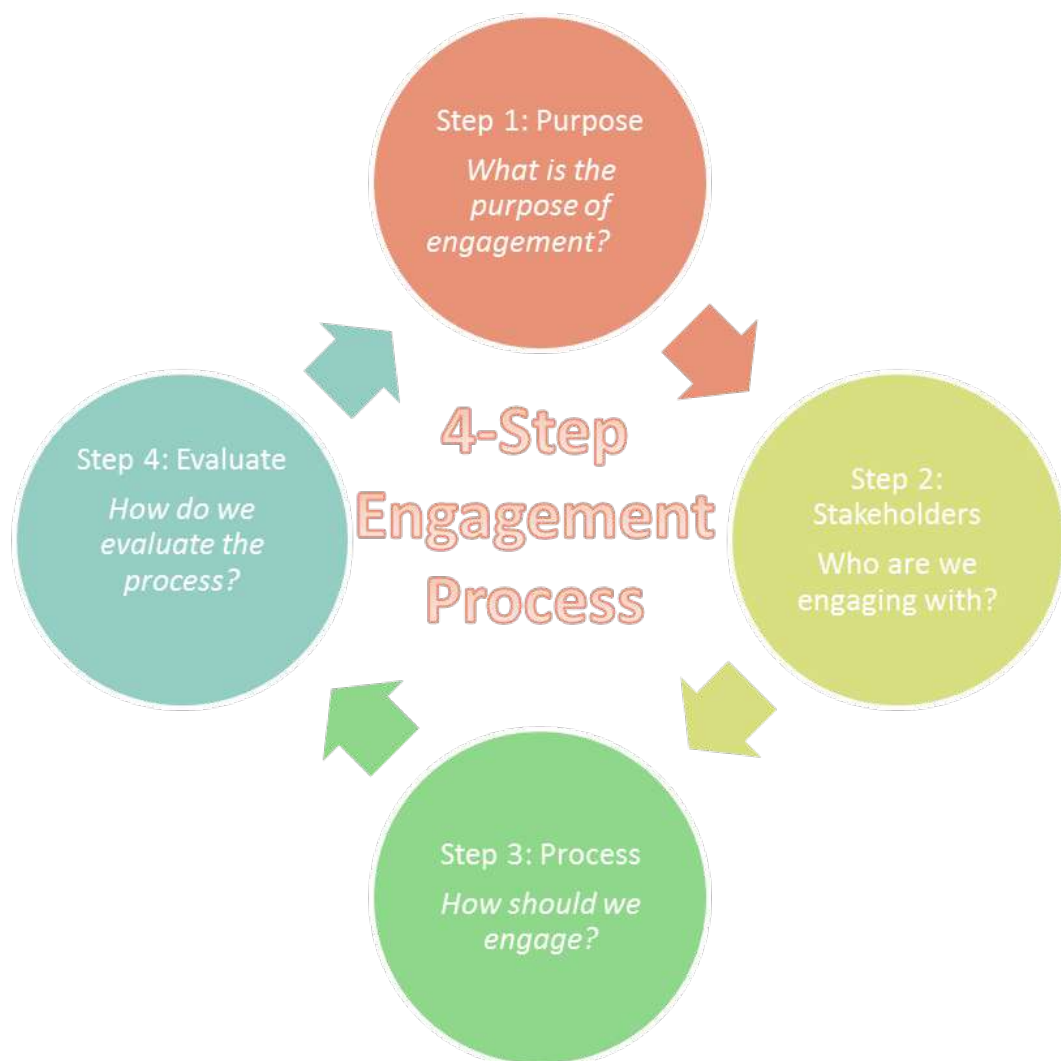 Step 1: Purpose
What is the
purpose of
engagement?
4-Step
Engagement
Process
Step 2:
Stakeholders
Who are we
engaging with?
Step 3: Process
How should we
engage?
Step 4: Evaluate
How do we
evaluate the
process?